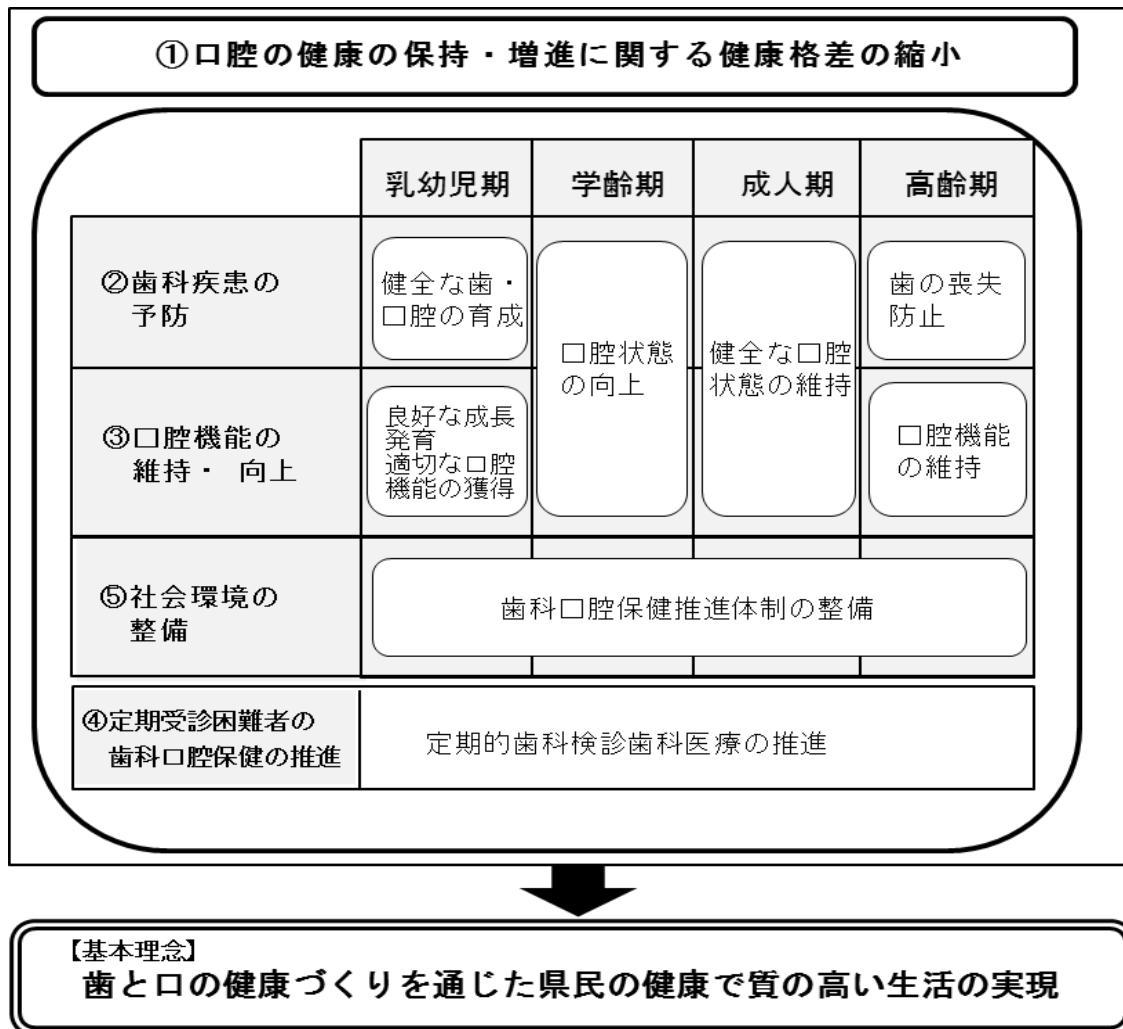 ①口腔の健康の保持・増進に関する健康格差の縮小
乳幼児期 学齢期 成人期 高齢期
②歯科疾患の
予防
健全な歯・
口腔の育成
口腔状態
の向上
健全な口腔
状態の維持
歯の喪失
防止
③口腔機能の
維持・ 向上
良好な成長
発育
適切な口腔
機能の獲得
口腔機能
の維持
⑤社会環境の
整備
歯科口腔保健推進体制の整備
④定期受診困難者の
歯科口腔保健の推進
定期的歯科検診歯科医療の推進
【基本理念】
歯と口の健康づくりを通じた県民の健康で質の高い生活の実現